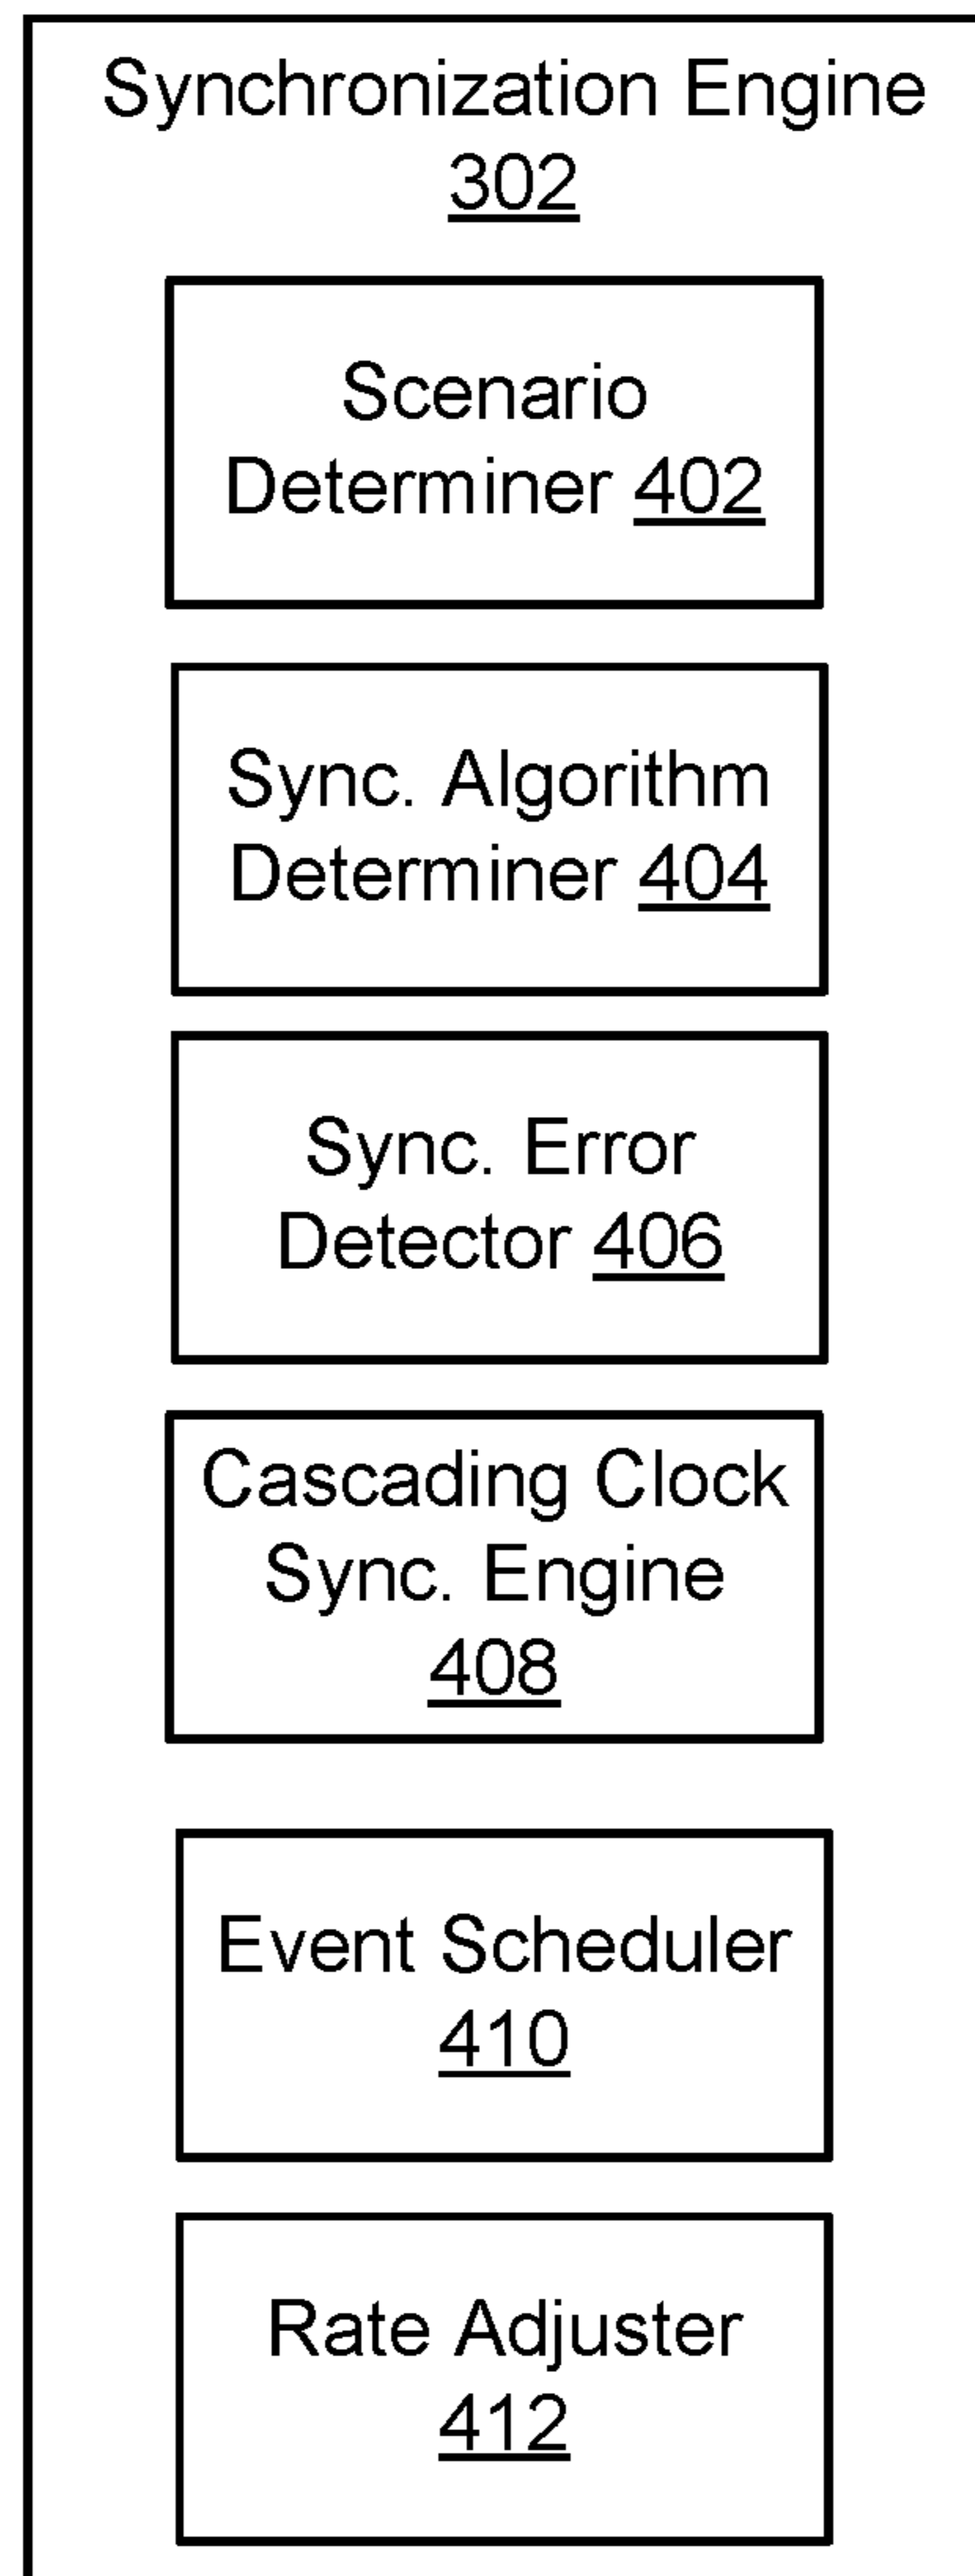 Synchronization Engine
302
Scenario
Determiner 402
Sync. Algorithm
Determiner 404
Sync. Error
Detector 406
Cascading Clock
Sync. Engine
408
Event Scheduler
410
Rate Adjuster
412